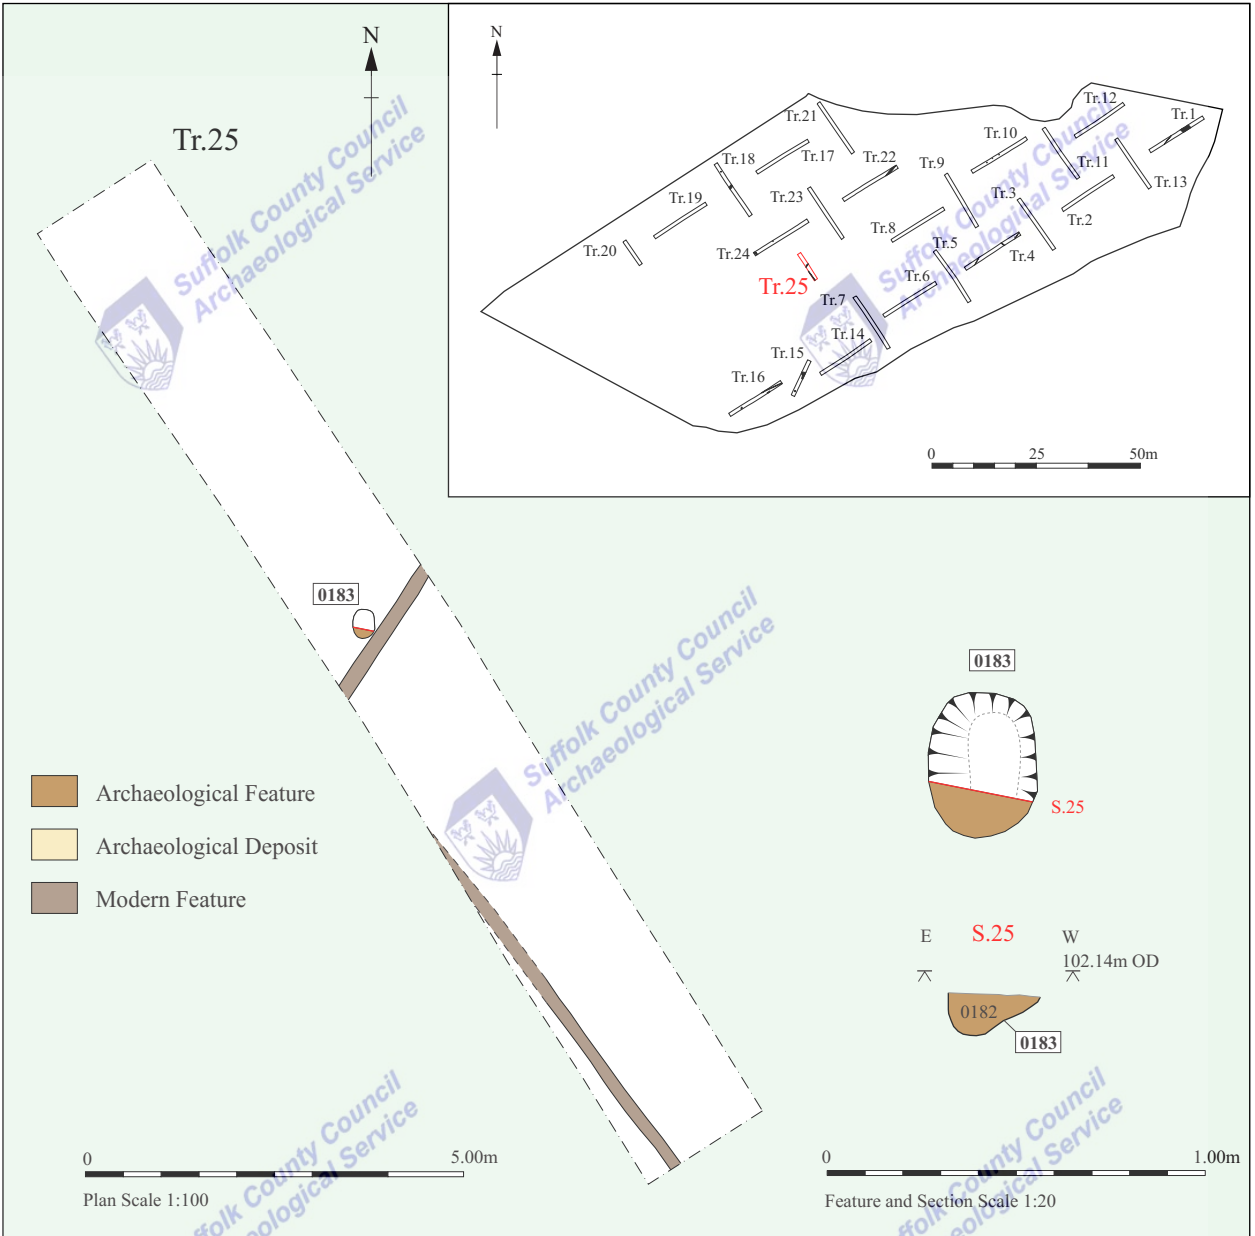 N
Tr.25
N
Tr.12
Tr.1
Tr.21
Tr.10
Tr.17
Tr.18
Tr.22
Tr.9
Tr.11
Tr.13
Tr.23
Tr.3
Tr.19
Tr.2
Tr.8
Tr.20
Tr.24
Tr.5
Tr.4
Tr.6
Tr.25
Tr.7
Tr.14
Tr.15
Tr.16
0 25 50m
Suffolk County Council
Archaeological Service
Suffolk County Council
Archaeological Service
0183
Suffolk County Council
Archaeological Service
0183
S.25
Archaeological Feature
Archaeological Deposit
Modern Feature
E S.25 W
102.14m OD
0182
0183
Suffolk County Council
Archaeological Service
Suffolk County Council
Archaeological Service
0 5.00m
Plan Scale 1:100
0 1.00m
Feature and Section Scale 1:20